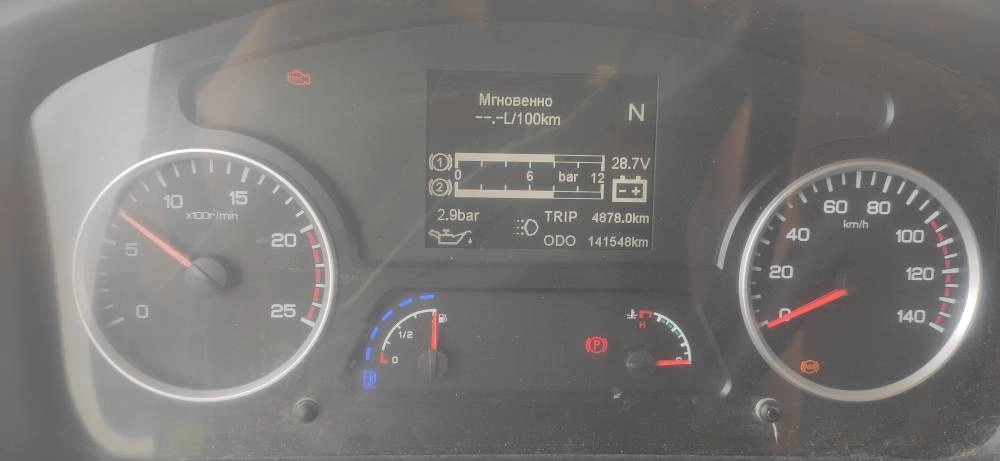 Мгновенно
--.-L/100km
N
1
28.7V
0 6 bar 12
2
2.9bar
TRIP 4878.0km
ODO 141548km
0 5 10 15 20 25
x100r/min
0 20 40 60 80 100 120 140
km/h
0 1/2
P
H
C
ABS